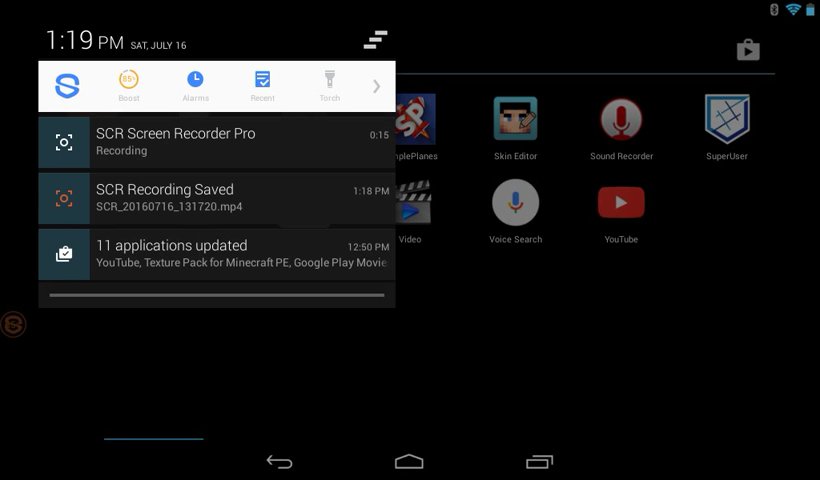 1:19 PM SAT, JULY 16
85%
Boost
Alarms
Recent
Torch
SCR Screen Recorder Pro 0:15
Recording
SCR Recording Saved 1:18 PM
SCR_20160716_131720.mp4
11 applications updated 12:50 PM
YouTube, Texture Pack for Minecraft PE, Google Play Movie
SP
mplePlanes
Skin Editor
Sound Recorder
SuperUser
Video
Voice Search
YouTube